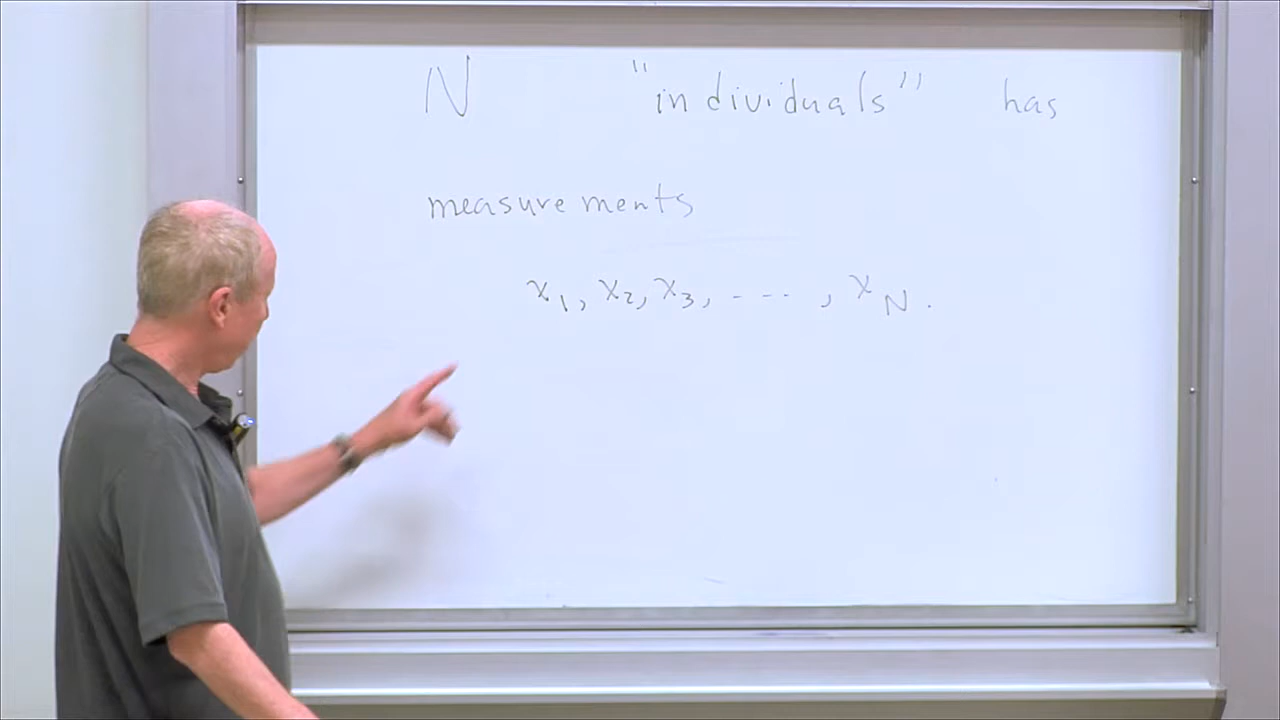 N "individuals" has
measurements
x₁, x₂, x₃, - - - - , x_N.